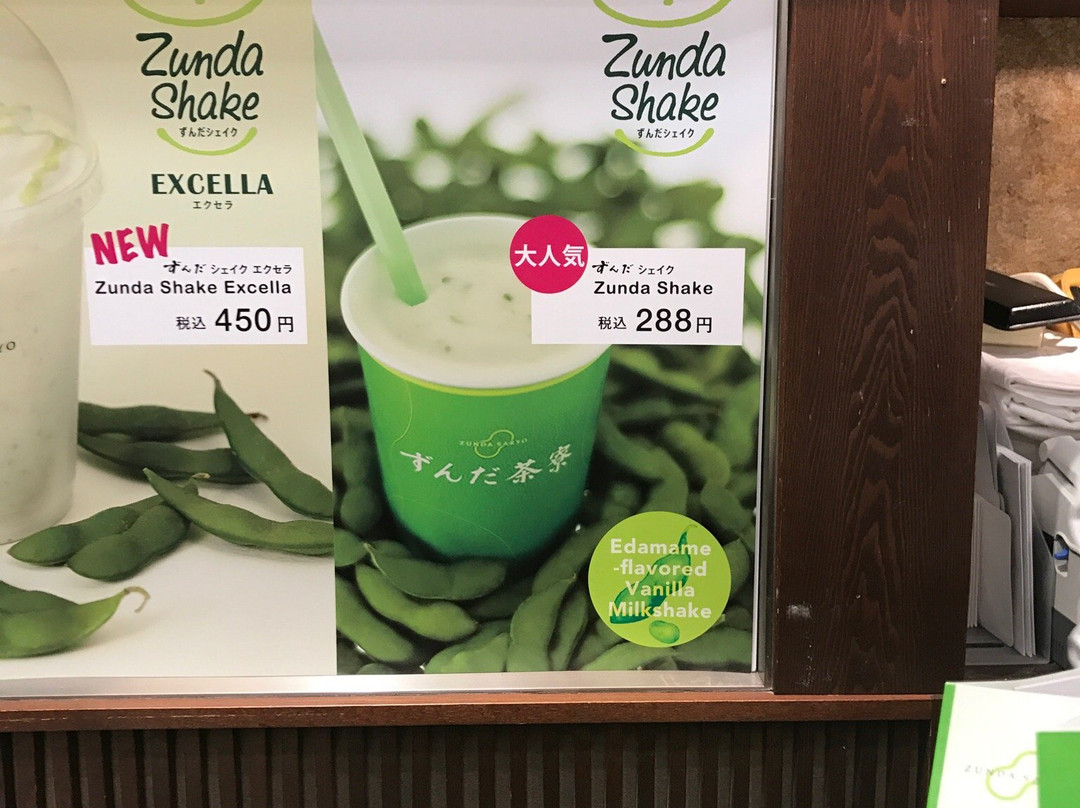 Zunda
Shake
ずんだシェイク
EXCELLA
エクセラ
NEW
ずんだ シェイク エクセラ
Zunda Shake Excella
税込 450円
Zunda
Shake
ずんだシェイク
大人気
ずんだ シェイク
Zunda Shake
税込 288円
ZUNDA SARYO
ずんだ茶寮
Edamame
-flavored
Vanilla
Milkshake